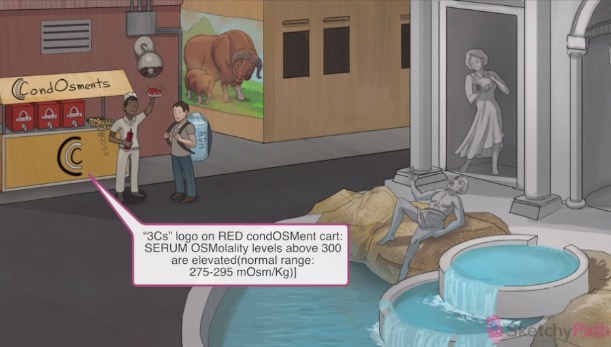 CondOsments
ADH
"3Cs" logo on RED condOSMent cart:
SERUM OSMolality levels above 300
are elevated(normal range:
275-295 mOsm/Kg)]
SketchyPath